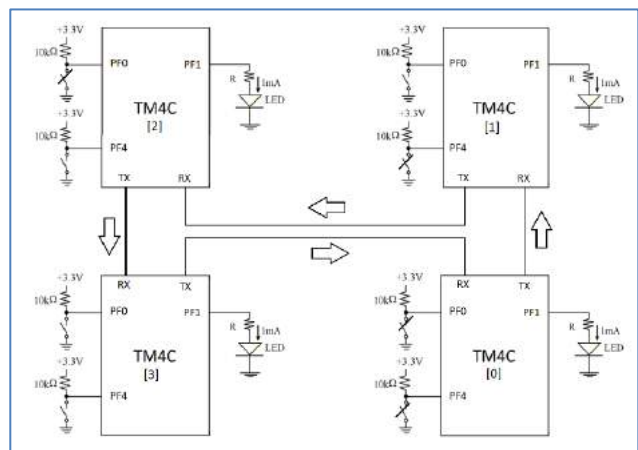 +3.3V
10kΩ
PF0
PF1
R
1mA
LED
TM4C
[2]
+3.3V
10kΩ
PF4
TX
RX
+3.3V
10kΩ
PF0
PF1
R
1mA
LED
TM4C
[1]
+3.3V
10kΩ
PF4
TX
RX
+3.3V
10kΩ
RX
TX
PF0
PF1
R
1mA
LED
TM4C
[3]
+3.3V
10kΩ
PF4
+3.3V
10kΩ
RX
TX
PF0
PF1
R
1mA
LED
TM4C
[0]
+3.3V
10kΩ
PF4